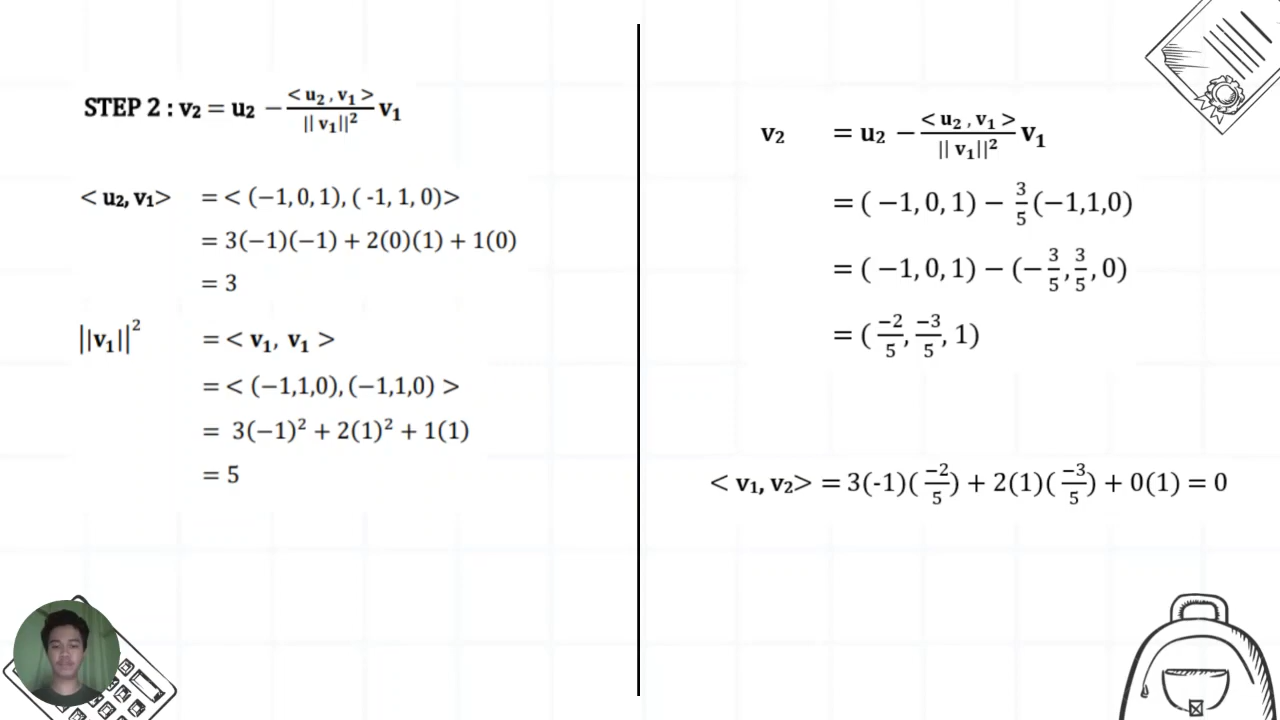 STEP 2 : v₂ = u₂ − <u₂ , v₁> / || v₁||² v₁
< u₂, v₁> = < (−1, 0, 1), ( -1, 1, 0)>
= 3(−1)(−1) + 2(0)(1) + 1(0)
= 3
||v₁||² = < v₁, v₁ >
= < (−1,1,0), (−1,1,0) >
= 3(−1)² + 2(1)² + 1(1)
= 5
v₂ = u₂ − <u₂ , v₁> / || v₁||² v₁
= ( −1, 0, 1) − 3/5 (−1,1,0)
= ( −1, 0, 1) − (− 3/5, 3/5, 0)
= ( −2/5, −3/5, 1)
< v₁, v₂> = 3(-1)( −2/5 ) + 2(1)( −3/5 ) + 0(1) = 0